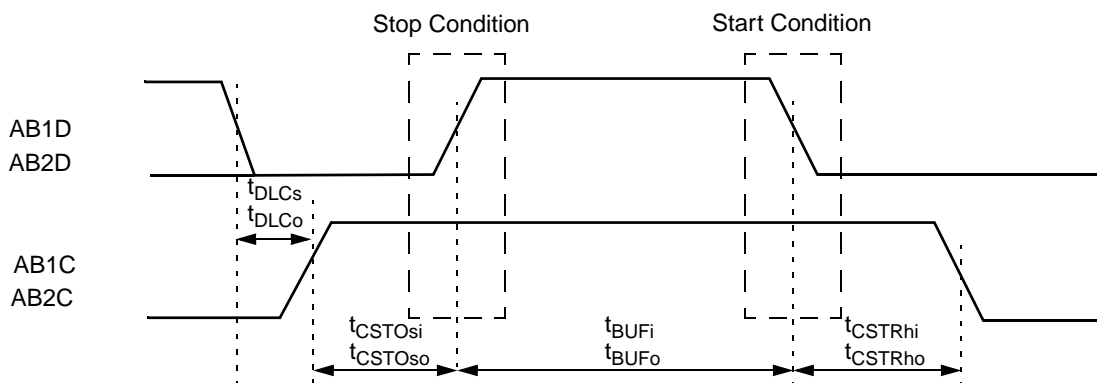 Stop Condition
Start Condition
AB1D
AB2D
tDLCs
tDLCo
AB1C
AB2C
tCSTOsi
tCSTOso
tBUFi
tBUFo
tCSTRhi
tCSTRho